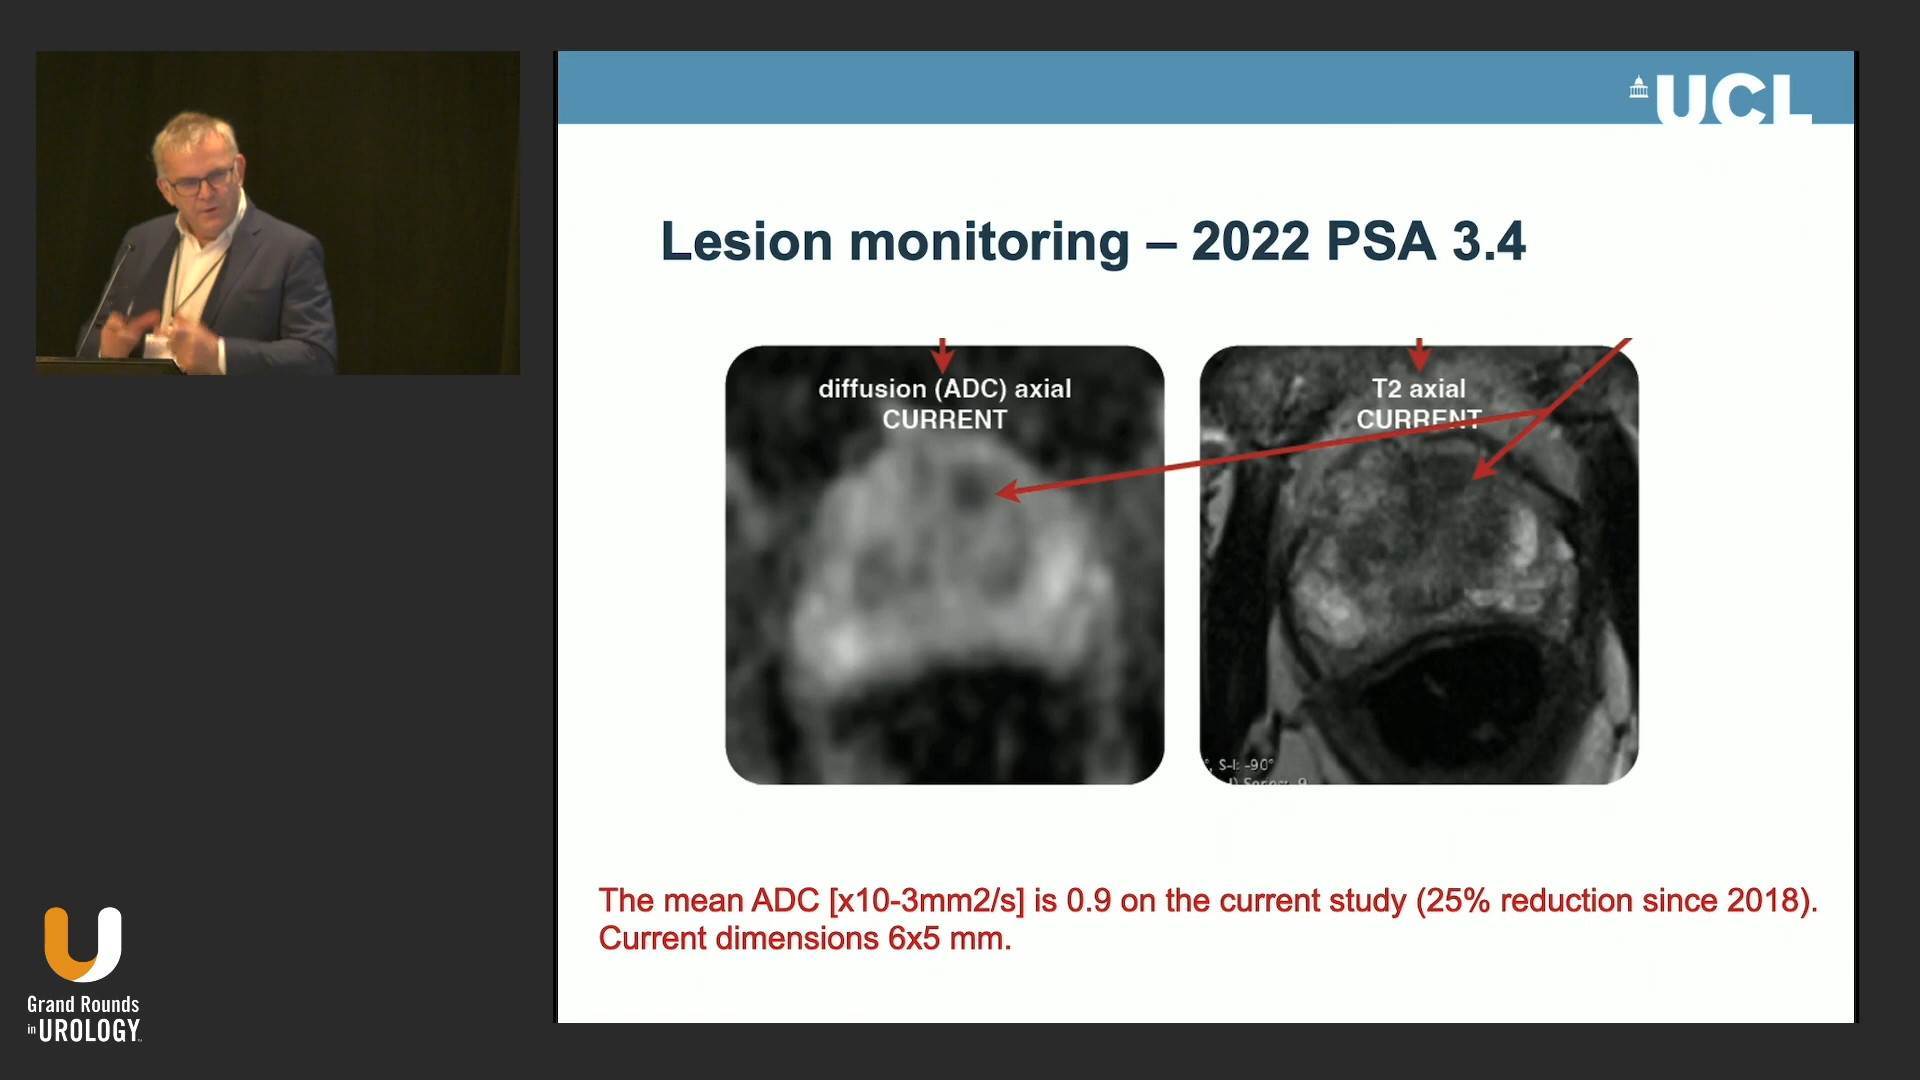 UCL
Lesion monitoring – 2022 PSA 3.4
diffusion (ADC) axial
CURRENT
T2 axial
CURRENT
S-I: -90°
The mean ADC [x10-3mm2/s] is 0.9 on the current study (25% reduction since 2018).
Current dimensions 6x5 mm.
Grand Rounds
in UROLOGY